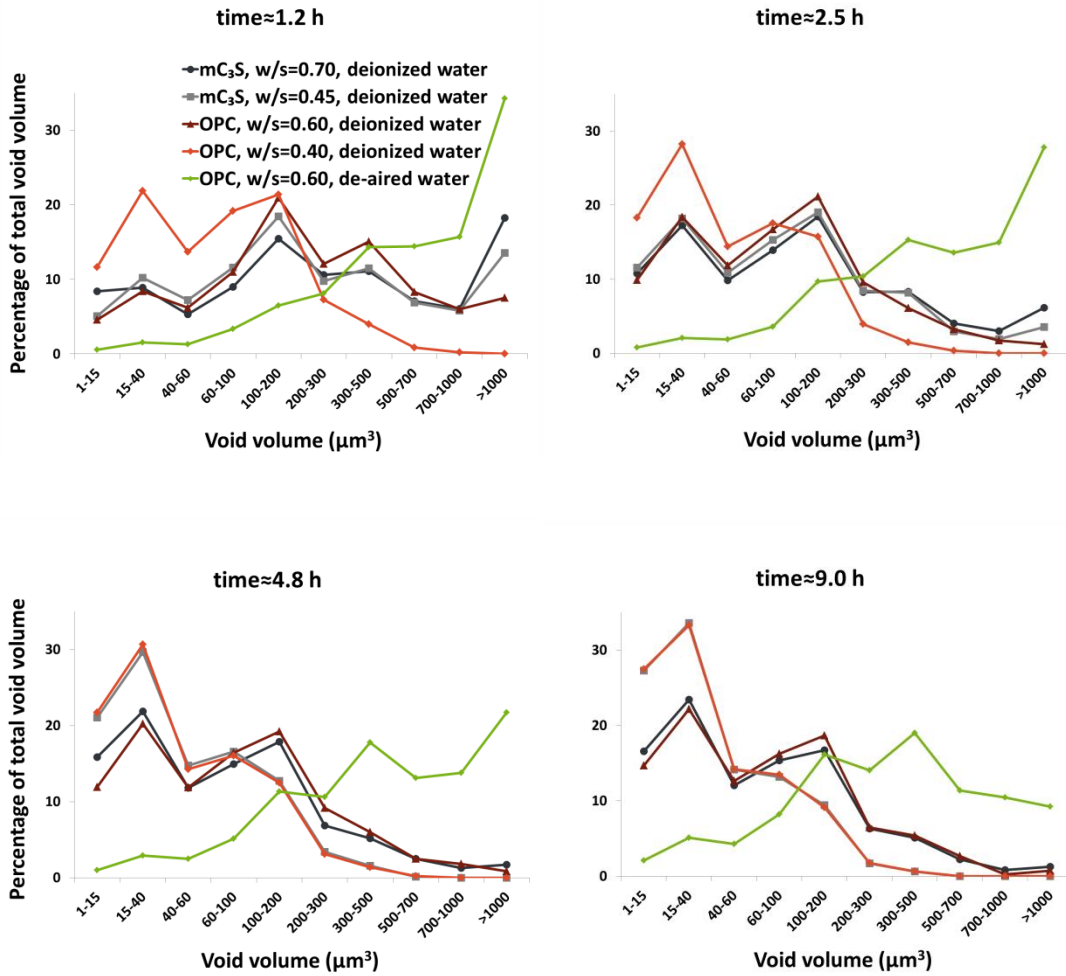 time≈1.2 h
Percentage of total void volume
mC₃S, w/s=0.70, deionized water
mC₃S, w/s=0.45, deionized water
OPC, w/s=0.60, deionized water
OPC, w/s=0.40, deionized water
OPC, w/s=0.60, de-aired water
30
20
10
0
1-15 15-40 40-60 60-100 100-200 200-300 300-500 500-700 700-1000 >1000
Void volume (μm³)
time≈2.5 h
30
20
10
0
1-15 15-40 40-60 60-100 100-200 200-300 300-500 500-700 700-1000 >1000
Void volume (μm³)
time≈4.8 h
Percentage of total void volume
30
20
10
0
1-15 15-40 40-60 60-100 100-200 200-300 300-500 500-700 700-1000 >1000
Void volume (μm³)
time≈9.0 h
30
20
10
0
1-15 15-40 40-60 60-100 100-200 200-300 300-500 500-700 700-1000 >1000
Void volume (μm³)